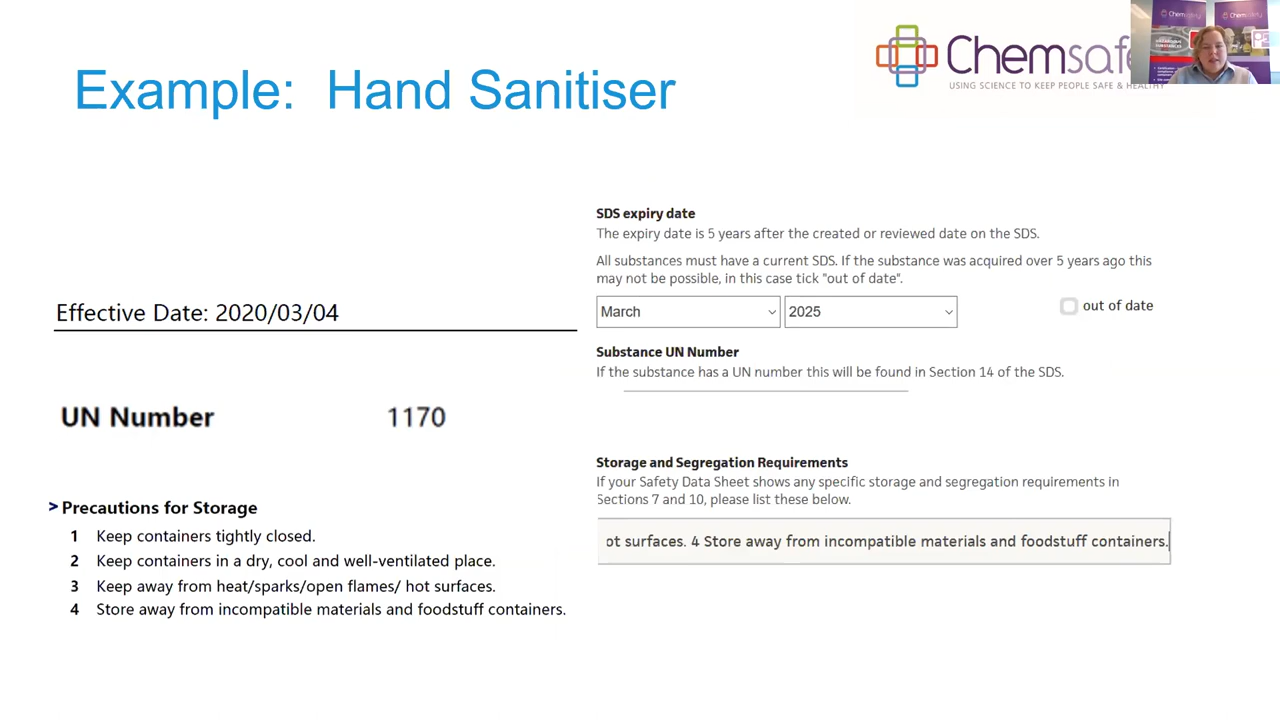 Example: Hand Sanitiser
Chemsafe
USING SCIENCE TO KEEP PEOPLE SAFE & HEALTHY
Effective Date: 2020/03/04
UN Number 1170
> Precautions for Storage
1 Keep containers tightly closed.
2 Keep containers in a dry, cool and well-ventilated place.
3 Keep away from heat/sparks/open flames/ hot surfaces.
4 Store away from incompatible materials and foodstuff containers.
SDS expiry date
The expiry date is 5 years after the created or reviewed date on the SDS.
All substances must have a current SDS. If the substance was acquired over 5 years ago this
may not be possible, in this case tick "out of date".
March 2025 out of date
Substance UN Number
If the substance has a UN number this will be found in Section 14 of the SDS.
Storage and Segregation Requirements
If your Safety Data Sheet shows any specific storage and segregation requirements in
Sections 7 and 10, please list these below.
ot surfaces. 4 Store away from incompatible materials and foodstuff containers.